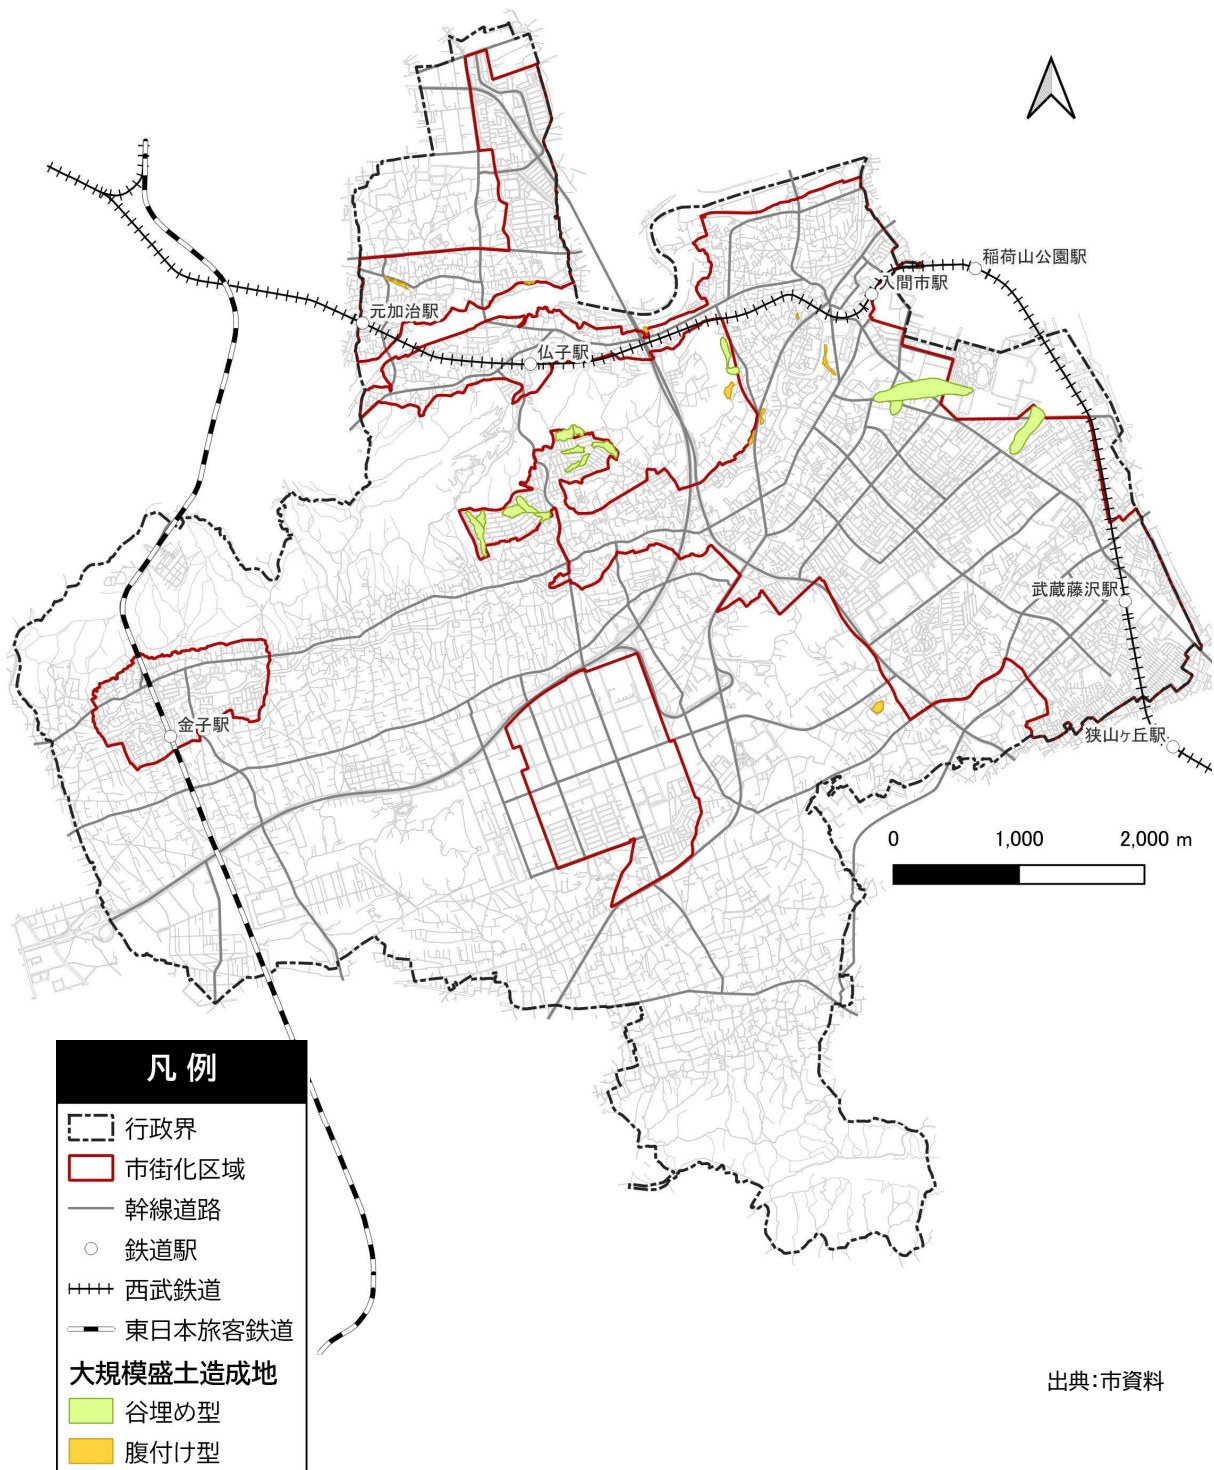 稲荷山公園駅
入間市駅
元加治駅
仏子駅
武蔵藤沢駅
金子駅
狭山ヶ丘駅
0 1,000 2,000 m
凡例
行政界
市街化区域
幹線道路
鉄道駅
西武鉄道
東日本旅客鉄道
大規模盛土造成地
谷埋め型
腹付け型
出典：市資料